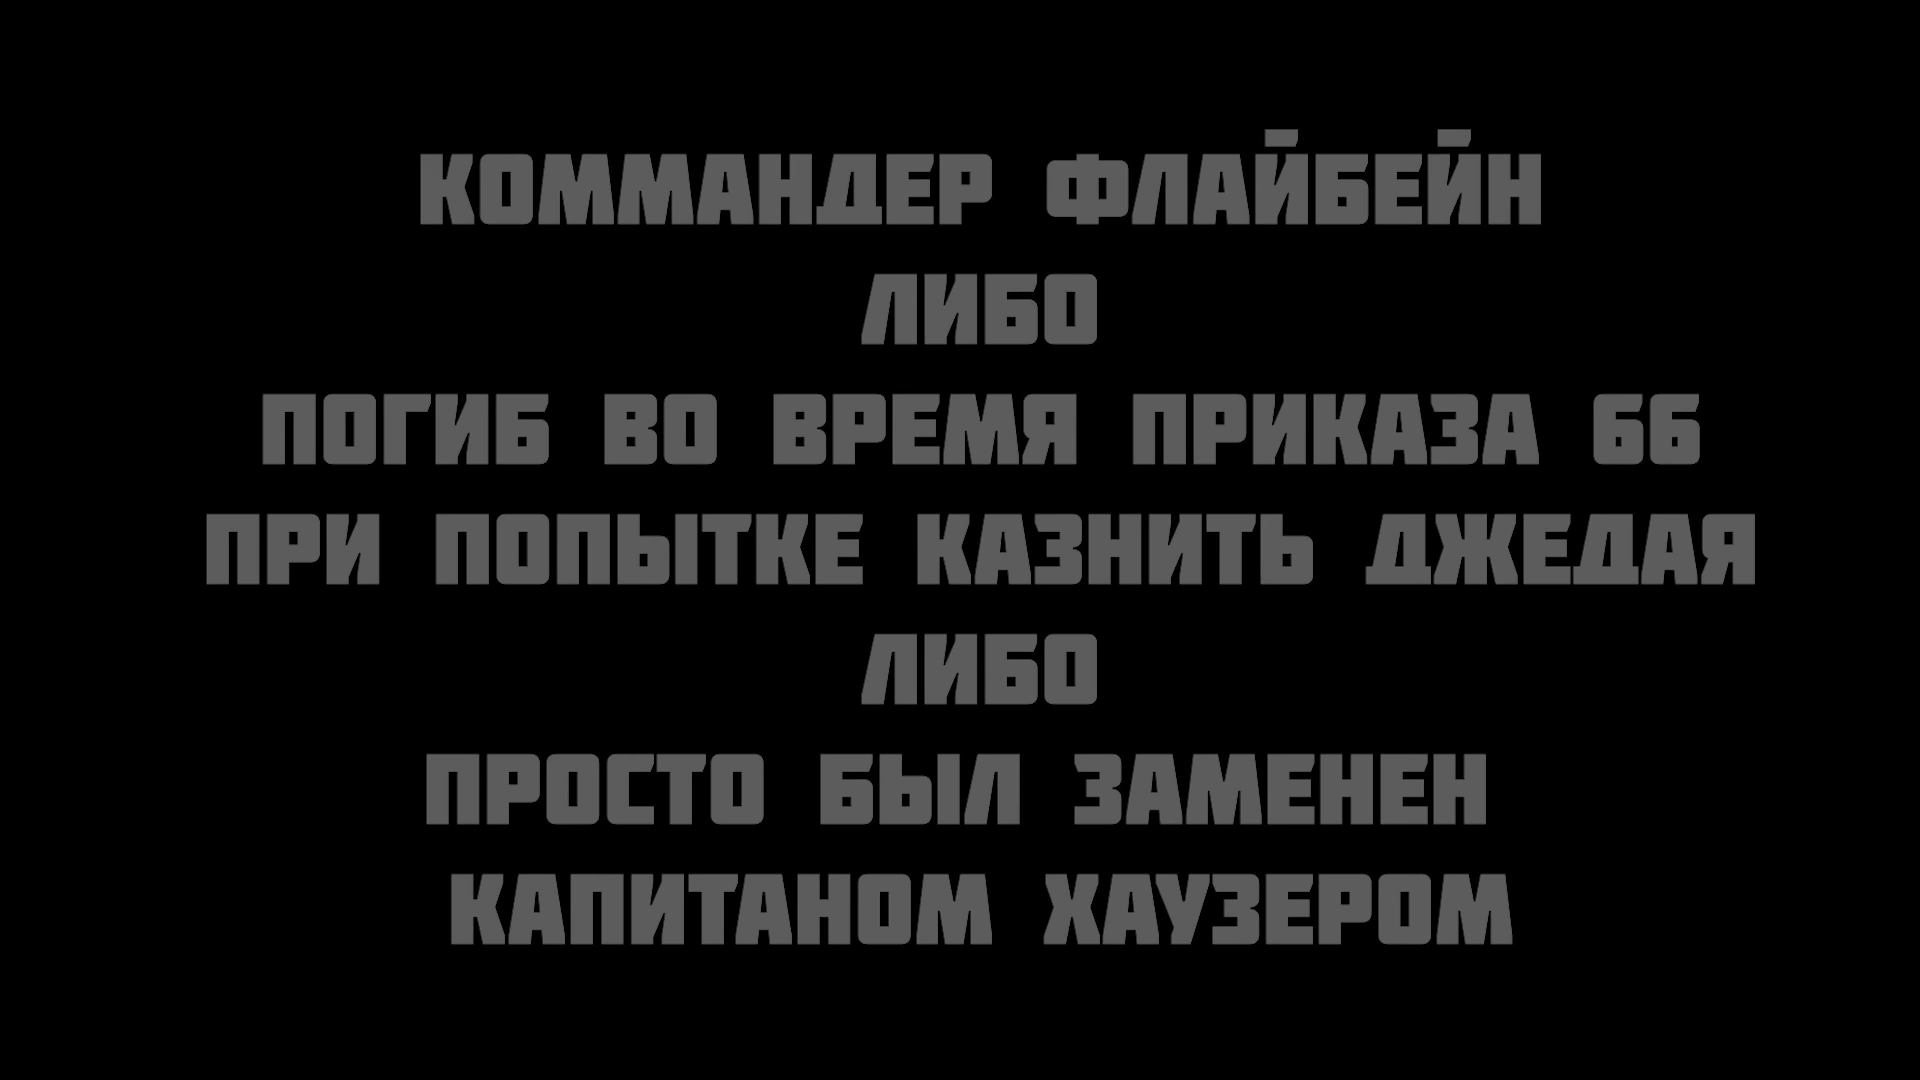 КОММАНДЕР ФЛАЙБЕЙН
ЛИБО
ПОГИБ ВО ВРЕМЯ ПРИКАЗА 66
ПРИ ПОПЫТКЕ КАЗНИТЬ ДЖЕДАЯ
ЛИБО
ПРОСТО БЫЛ ЗАМЕНЕН
КАПИТАНОМ ХАУЗЕРОМ